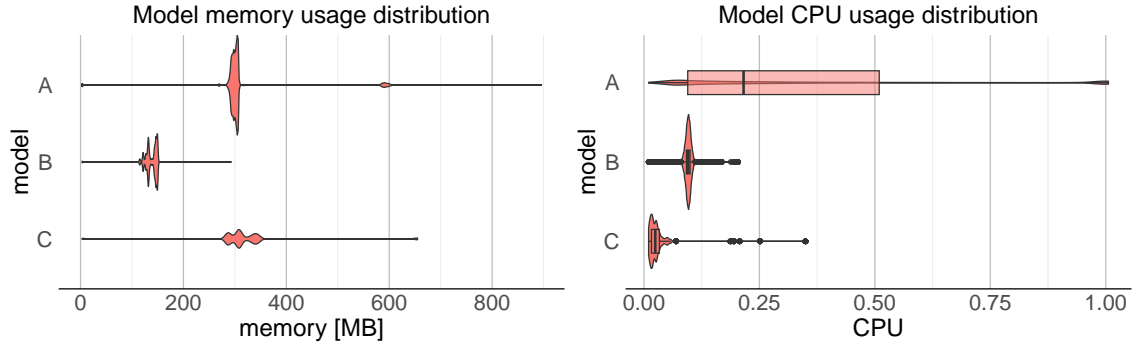 Model memory usage distribution
A
B
C
model
0 200 400 600 800
memory [MB]
Model CPU usage distribution
A
B
C
model
0.00 0.25 0.50 0.75 1.00
CPU